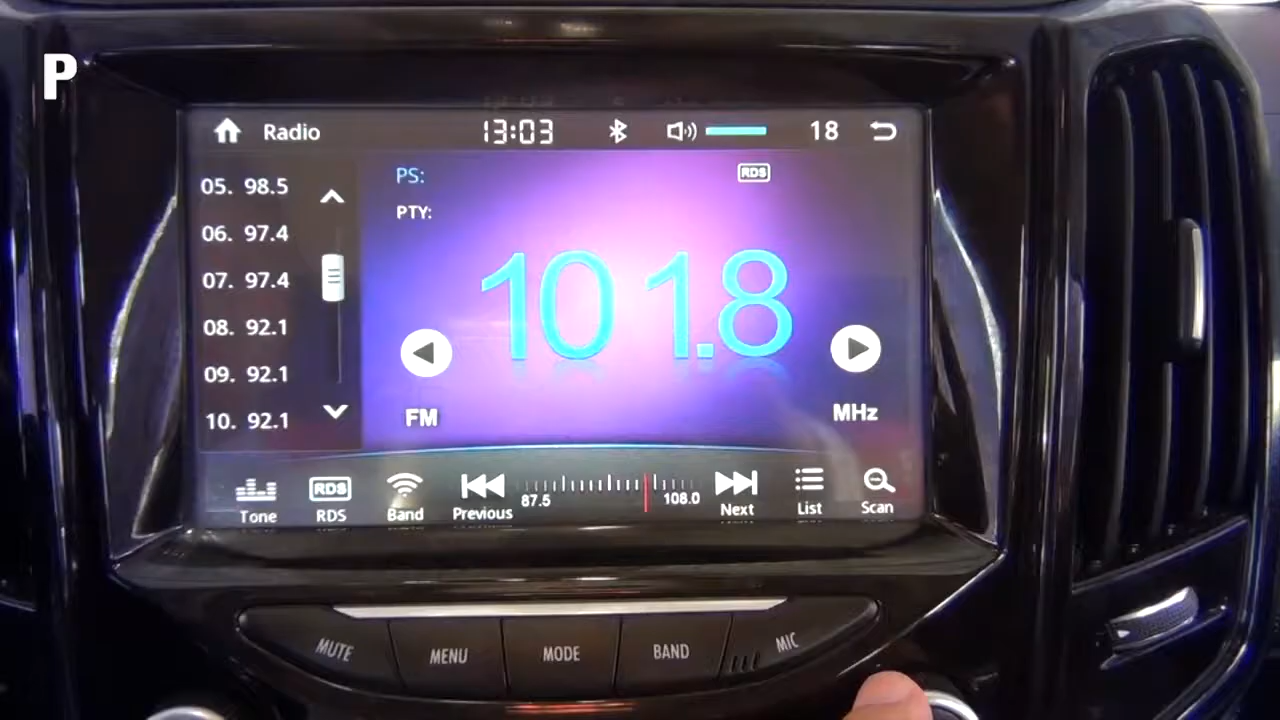 P
Radio 13:03 18
05. 98.5
06. 97.4
07. 97.4
08. 92.1
09. 92.1
10. 92.1
PS:
RDS
PTY:
101.8
FM
MHz
Tone
RDS
Band
Previous
87.5
108.0
Next
List
Scan
MUTE
MENU
MODE
BAND
MIC